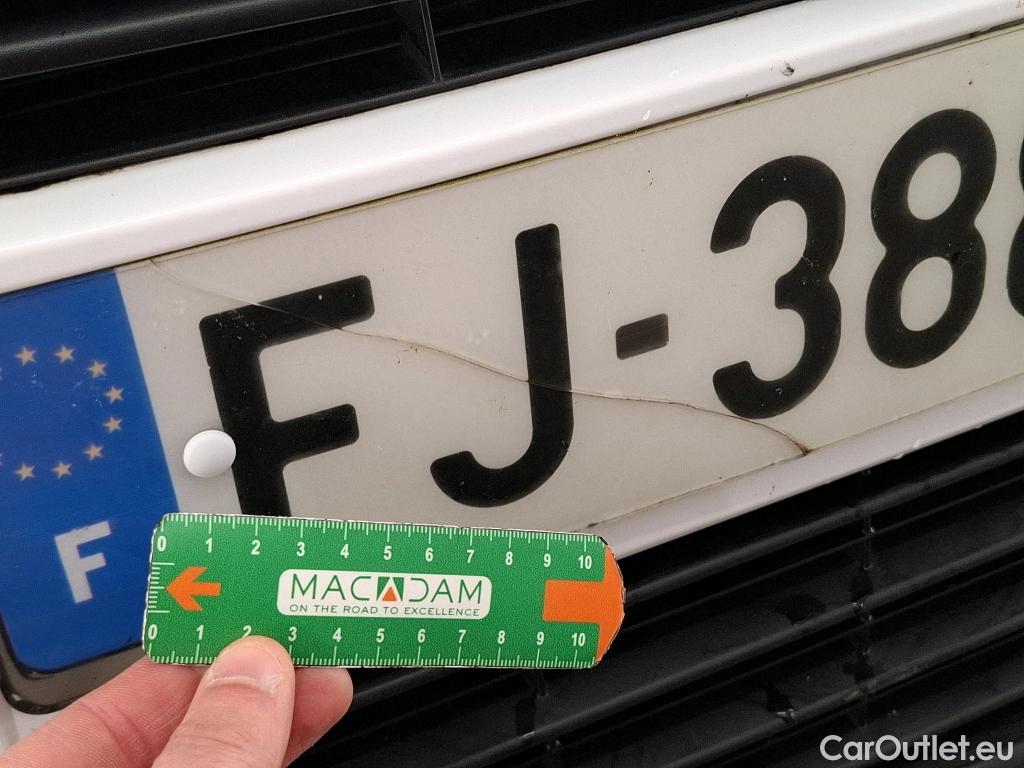 FJ-388
F
0 1 2 3 4 5 6 7 8 9 10
MACADAM
ON THE ROAD TO EXCELLENCE
0 1 2 3 4 5 6 7 8 9 10
CarOutlet.eu